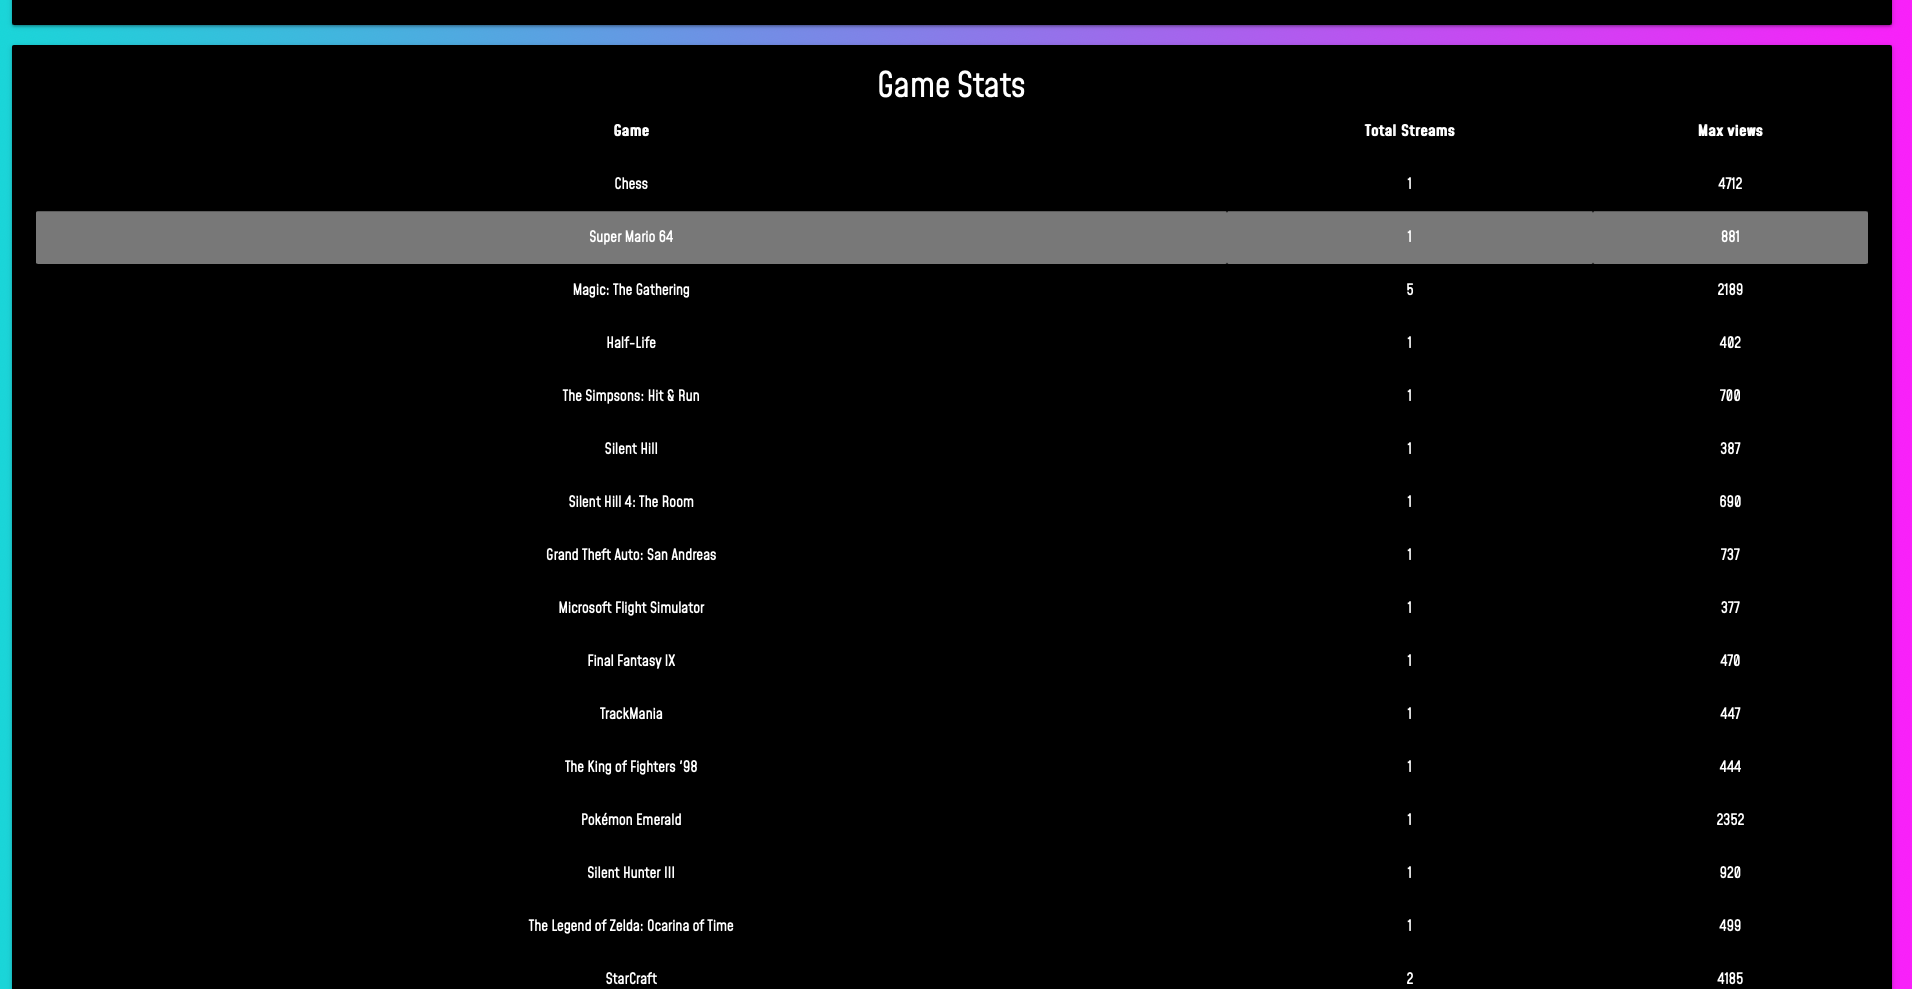 Game Stats
Game Total Streams Max views
Chess 1 4712
Super Mario 64 1 881
Magic: The Gathering 5 2189
Half-Life 1 402
The Simpsons: Hit & Run 1 700
Silent Hill 1 387
Silent Hill 4: The Room 1 690
Grand Theft Auto: San Andreas 1 737
Microsoft Flight Simulator 1 377
Final Fantasy IX 1 470
TrackMania 1 447
The King of Fighters '98 1 444
Pokémon Emerald 1 2352
Silent Hunter III 1 920
The Legend of Zelda: Ocarina of Time 1 499
StarCraft 2 4185